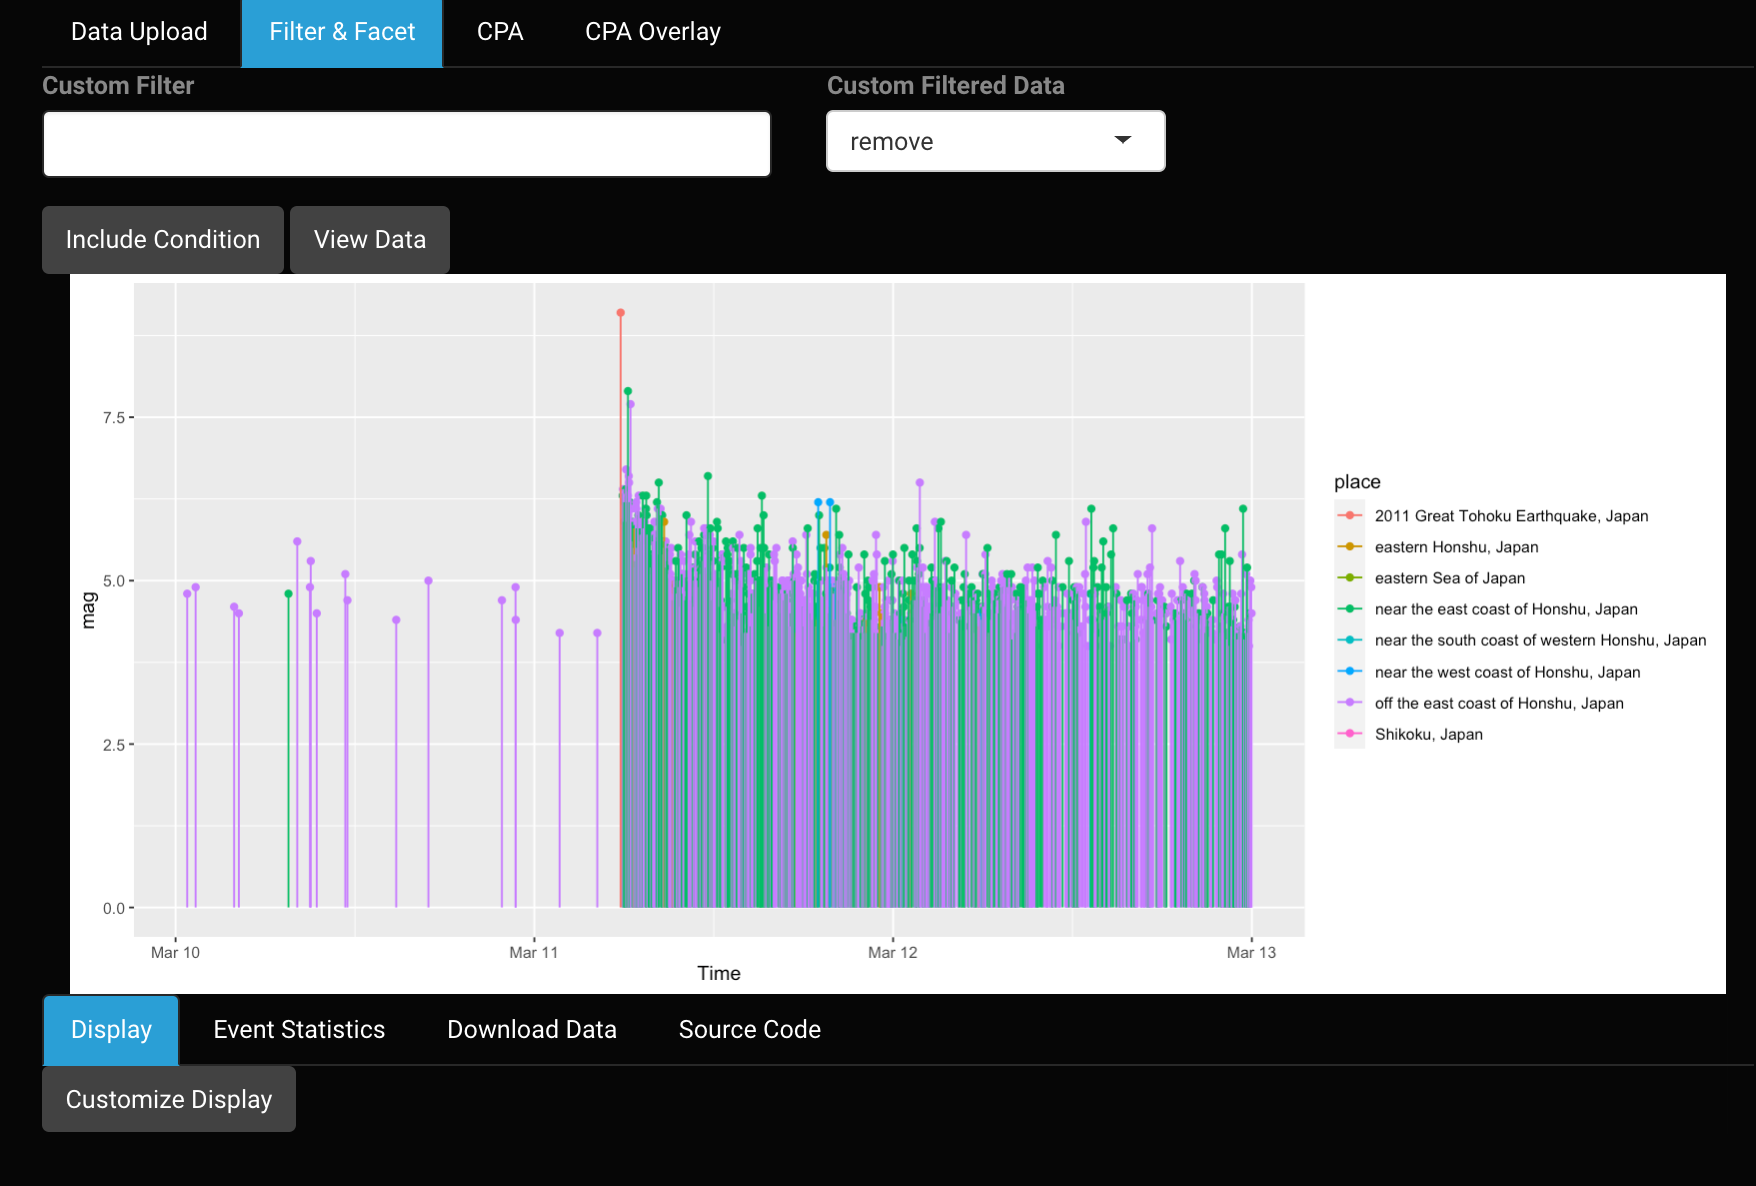 Data Upload Filter & Facet CPA CPA Overlay
Custom Filter Custom Filtered Data
remove
Include Condition View Data
7.5
5.0
2.5
0.0
mag
Mar 10 Mar 11 Mar 12 Mar 13
Time
place
2011 Great Tohoku Earthquake, Japan
eastern Honshu, Japan
eastern Sea of Japan
near the east coast of Honshu, Japan
near the south coast of western Honshu, Japan
near the west coast of Honshu, Japan
off the east coast of Honshu, Japan
Shikoku, Japan
Display Event Statistics Download Data Source Code
Customize Display